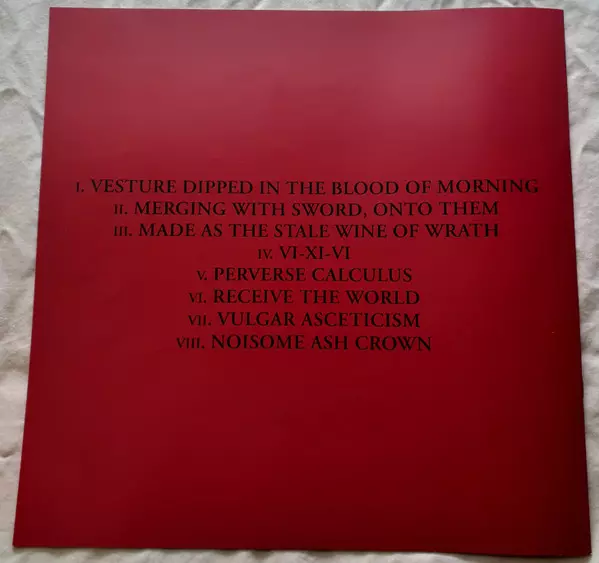 I. VESTURE DIPPED IN THE BLOOD OF MORNING
II. MERGING WITH SWORD, ONTO THEM
III. MADE AS THE STALE WINE OF WRATH
IV. VI-XI-VI
V. PERVERSE CALCULUS
VI. RECEIVE THE WORLD
VII. VULGAR ASCETICISM
VIII. NOISOME ASH CROWN